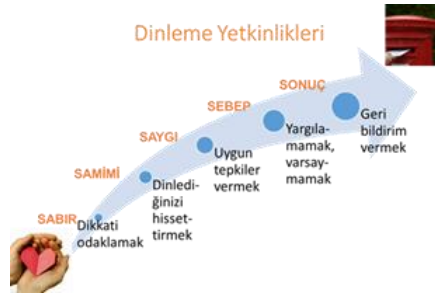 Dinleme Yetkinlikleri
SABIR
Dikkati
odaklamak
SAMİMİ
Dinledi-
ğinizi
hisset-
tirmek
SAYGI
Uygun
tepkiler
vermek
SEBEP
Yargıla-
mamak,
varsay-
mamak
SONUÇ
Geri
bildirim
vermek